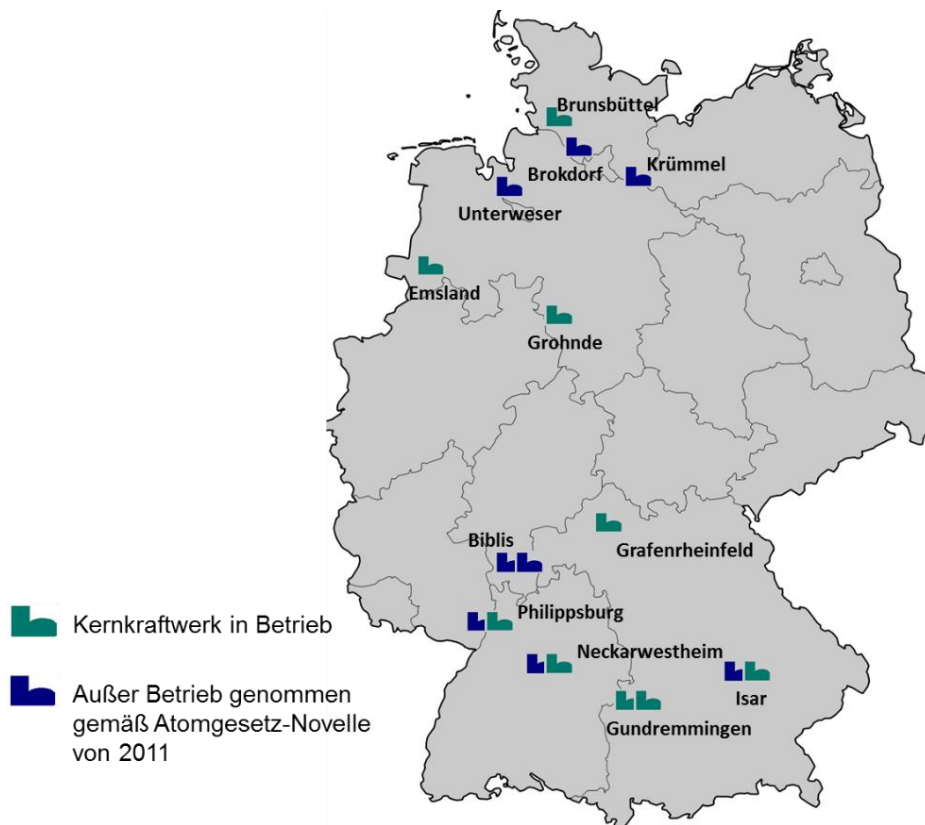 Brunsbüttel
Krümmel
Brokdorf
Unterweser
Emsland
Grohnde
Biblis
Grafenrheinfeld
Philippsburg
Neckarwestheim
Isar
Gundremmingen
Kernkraftwerk in Betrieb
Außer Betrieb genommen
gemäß Atomgesetz-Novelle
von 2011